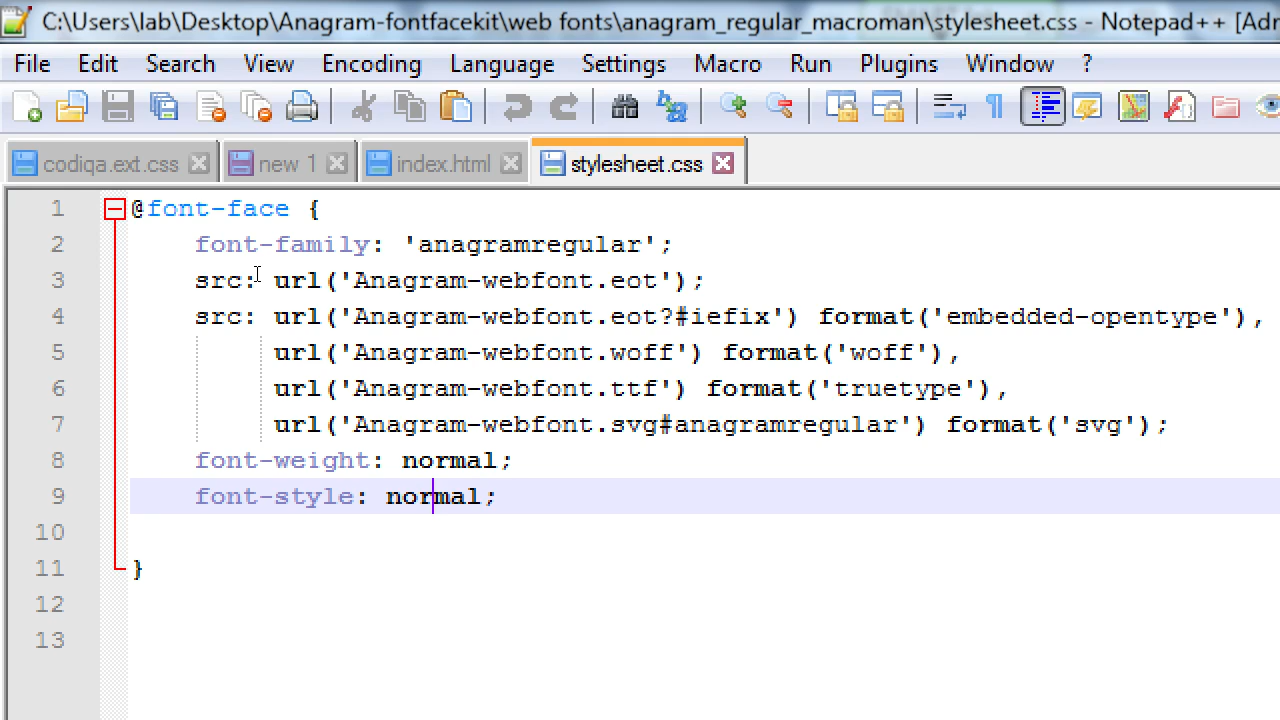 C:\Users\lab\Desktop\Anagram-fontfacekit\web fonts\anagram_regular_macroman\stylesheet.css - Notepad++ [Adr
File Edit Search View Encoding Language Settings Macro Run Plugins Window ?
codiqa.ext.css new 1 index.html stylesheet.css
1 @font-face {
2 font-family: 'anagramregular';
3 src: url('Anagram-webfont.eot');
4 src: url('Anagram-webfont.eot?#iefix') format('embedded-opentype'),
5 url('Anagram-webfont.woff') format('woff'),
6 url('Anagram-webfont.ttf') format('truetype'),
7 url('Anagram-webfont.svg#anagramregular') format('svg');
8 font-weight: normal;
9 font-style: normal;
10
11 }
12
13